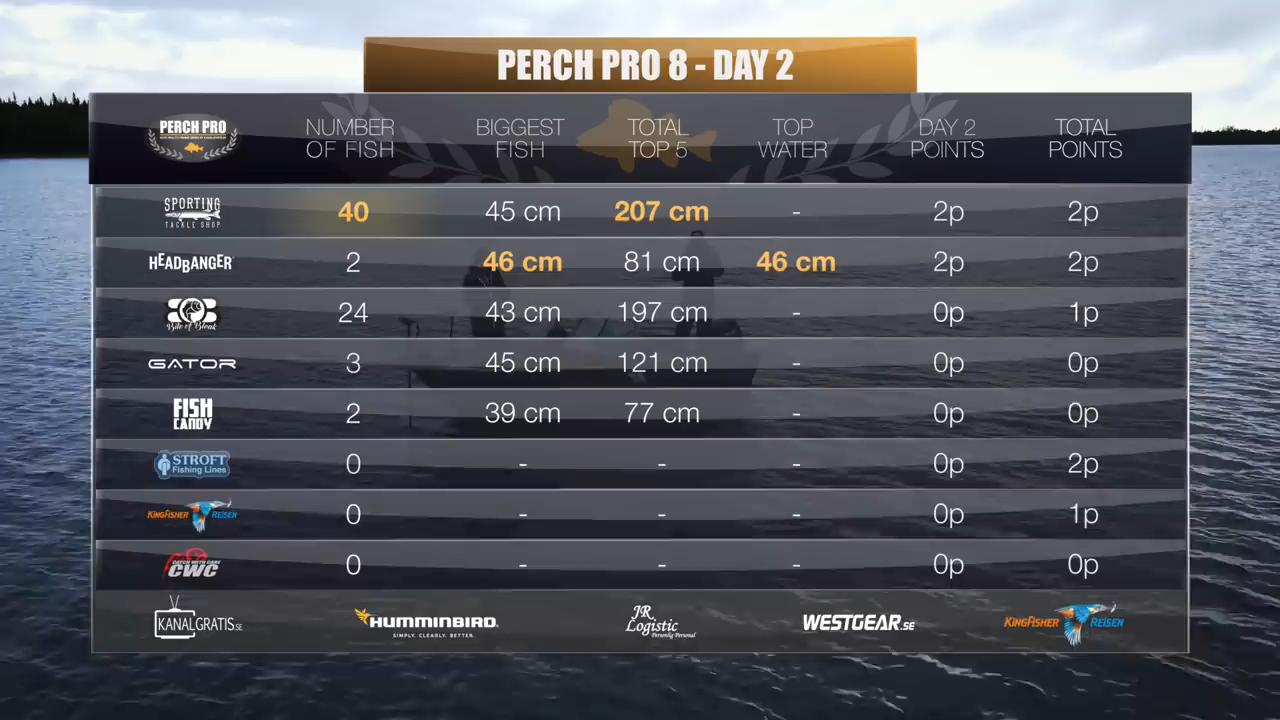 PERCH PRO 8 - DAY 2
PERCH PRO
NUMBER OF FISH
BIGGEST FISH
TOTAL TOP 5
TOP WATER
DAY 2 POINTS
TOTAL POINTS
SPORTING
TACKLE SHOP
40 45 cm 207 cm - 2p 2p
HEADBANGER 2 46 cm 81 cm 46 cm 2p 2p
Bite of Bleak 24 43 cm 197 cm - 0p 1p
GATOR 3 45 cm 121 cm - 0p 0p
FISH CANDY 2 39 cm 77 cm - 0p 0p
STROFT Fishing Lines 0 - - - 0p 2p
KINGFISHER REISEN 0 - - - 0p 1p
CATCH WITH CARE
CWC 0 - - - 0p 0p
KANALGRATIS.SE
HUMMINBIRD
SIMPLY. CLEARLY. BETTER.
JR Logistic
Personlig Personal
WESTGEAR.SE
KINGFISHER REISEN